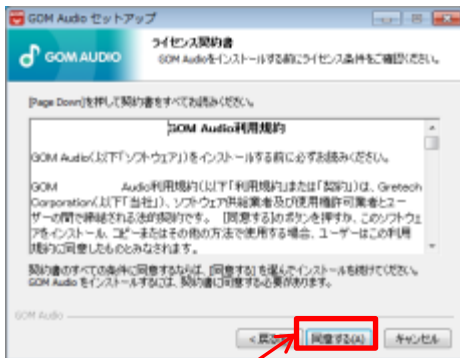 GOM Audio セットアップ
GOM AUDIO
ライセンス契約書
GOM Audioをインストールする前にライセンス条件をご確認ください。
[Page Down]を押して契約書をすべてお読みください。
GOM Audio利用規約
GOM Audio(以下「ソフトウェア」)をインストールする前に必ずお読みください。
GOM Audio利用規約(以下「利用規約」または「契約」)は、Gretech
Corporation(以下「当社」)、ソフトウェア供給業者及び使用権許可業者とユー
ザーの間で締結される法的契約です。 [同意する]のボタンを押すか、このソフトウェ
アをインストール、コピーまたはその他の方法で使用する場合、ユーザーはこの利用
規約に同意したものとみなされます。
契約書のすべての条件に同意するならば、[同意する] を選んでインストールを続けてください。
GOM Audio をインストールするには、契約書に同意する必要があります。
GOM Audio
< 戻る
同意する(A)
キャンセル